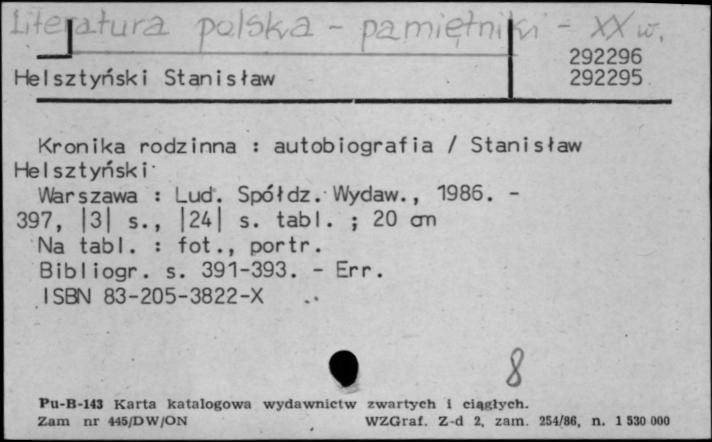 Literatura polska - pamiętniki - XX w.
292296
Helsztyński Stanisław 292295
Kronika rodzinna : autobiografia / Stanisław
Helsztyński
Warszawa : Lud. Spółdz. Wydaw., 1986. -
397, |3| s., |24| s. tabl. ; 20 cm
Na tabl. : fot., portr.
Bibliogr. s. 391-393. - Err.
ISBN 83-205-3822-X
8
Pu-B-143 Karta katalogowa wydawnictw zwartych i ciągłych.
Zam nr 445/DW/ON WZGraf. Z-d 2, zam. 254/86, n. 1 530 000